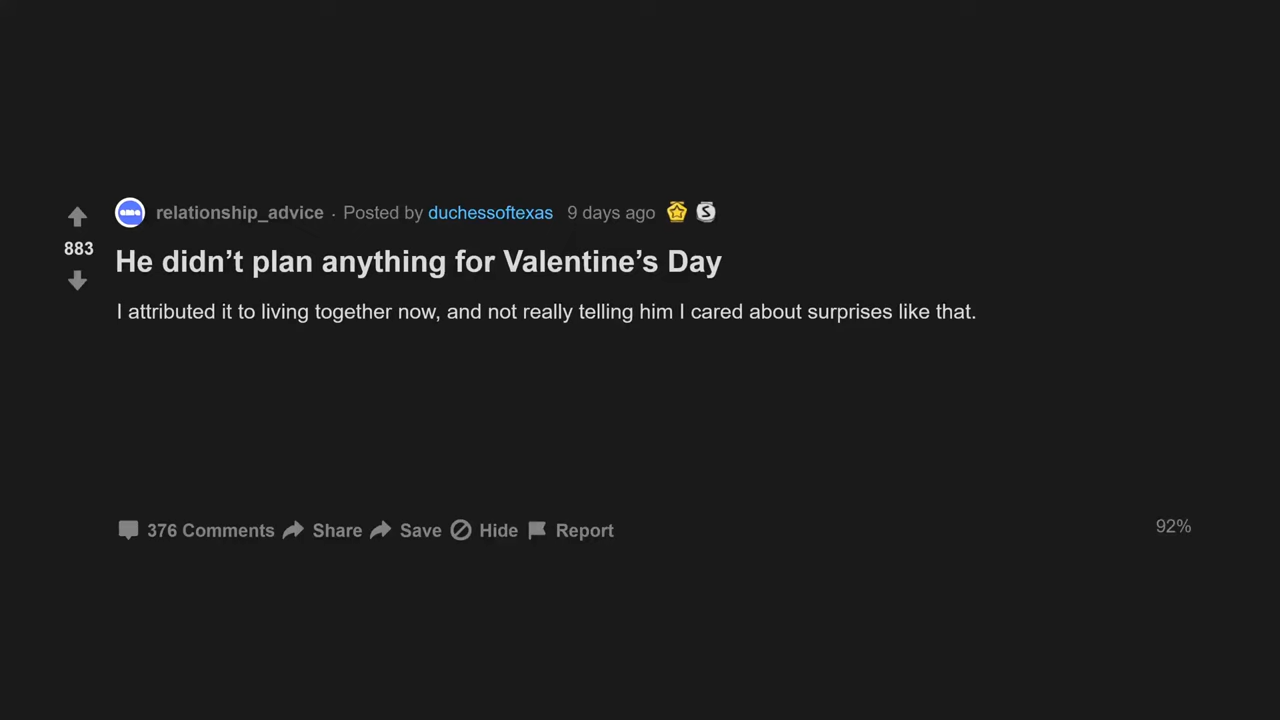 relationship_advice · Posted by duchessoftexas 9 days ago
883
He didn’t plan anything for Valentine’s Day
I attributed it to living together now, and not really telling him I cared about surprises like that.
376 Comments Share Save Hide Report
92%